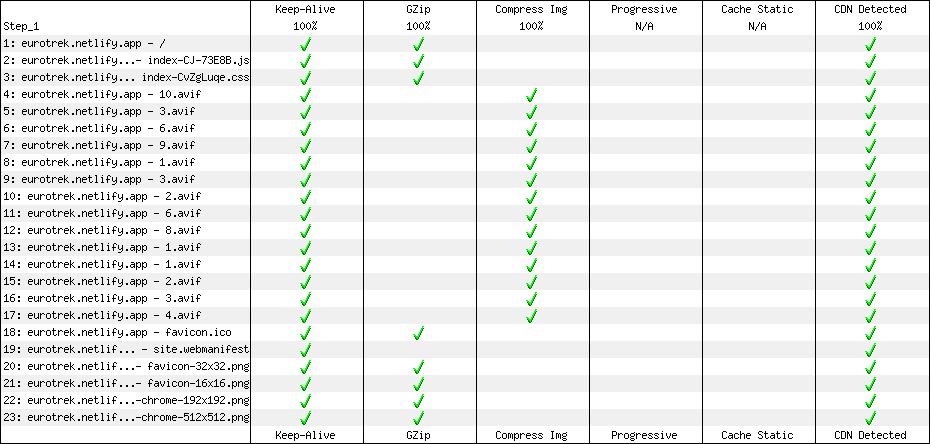 Keep-Alive GZip Compress Img Progressive Cache Static CDN Detected
Step_1 100% 100% 100% N/A N/A 100%
1: eurotrek.netlify.app - /
2: eurotrek.netlify...- index-CJ-73E8B.js
3: eurotrek.netlify... index-CvZgLuqe.css
4: eurotrek.netlify.app - 10.avif
5: eurotrek.netlify.app - 3.avif
6: eurotrek.netlify.app - 6.avif
7: eurotrek.netlify.app - 9.avif
8: eurotrek.netlify.app - 1.avif
9: eurotrek.netlify.app - 3.avif
10: eurotrek.netlify.app - 2.avif
11: eurotrek.netlify.app - 6.avif
12: eurotrek.netlify.app - 8.avif
13: eurotrek.netlify.app - 1.avif
14: eurotrek.netlify.app - 1.avif
15: eurotrek.netlify.app - 2.avif
16: eurotrek.netlify.app - 3.avif
17: eurotrek.netlify.app - 4.avif
18: eurotrek.netlify.app - favicon.ico
19: eurotrek.netlif... - site.webmanifest
20: eurotrek.netlif...- favicon-32x32.png
21: eurotrek.netlif...- favicon-16x16.png
22: eurotrek.netlif...-chrome-192x192.png
23: eurotrek.netlif...-chrome-512x512.png
Keep-Alive GZip Compress Img Progressive Cache Static CDN Detected